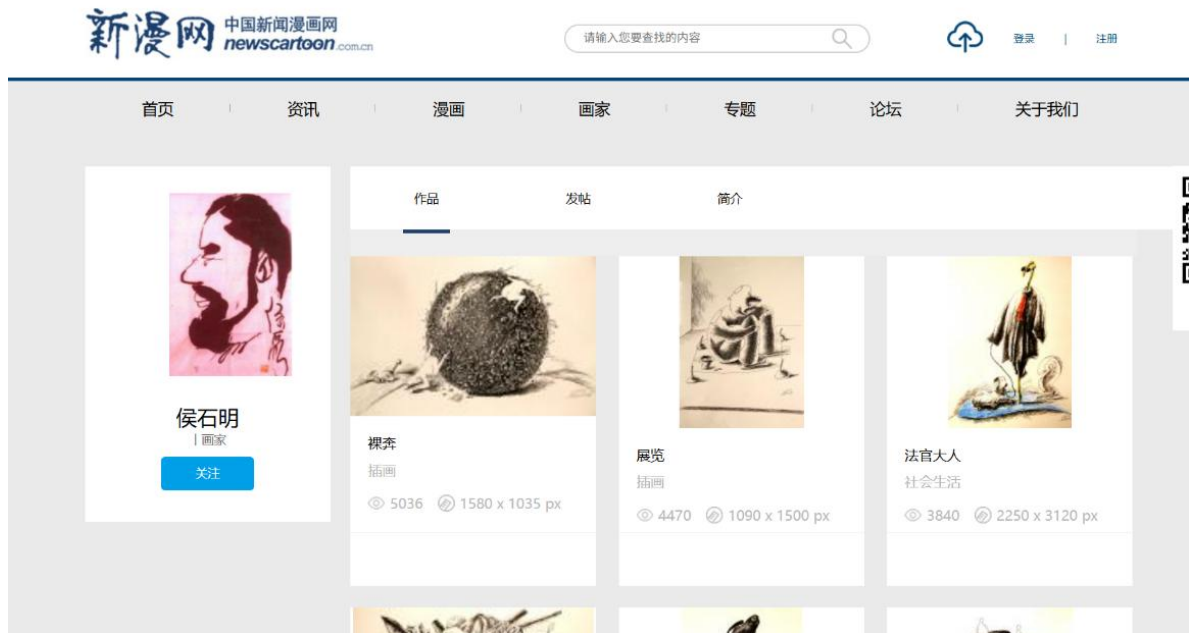 新漫网
中国新闻漫画网
newscartoon.com.cn
请输入您要查找的内容
登录 | 注册
首页 | 资讯 | 漫画 | 画家 | 专题 | 论坛 | 关于我们
侯石明
| 画家
关注
作品 发帖 简介
裸奔
插画
5036 1580 x 1035 px
展览
插画
4470 1090 x 1500 px
法官大人
社会生活
3840 2250 x 3120 px